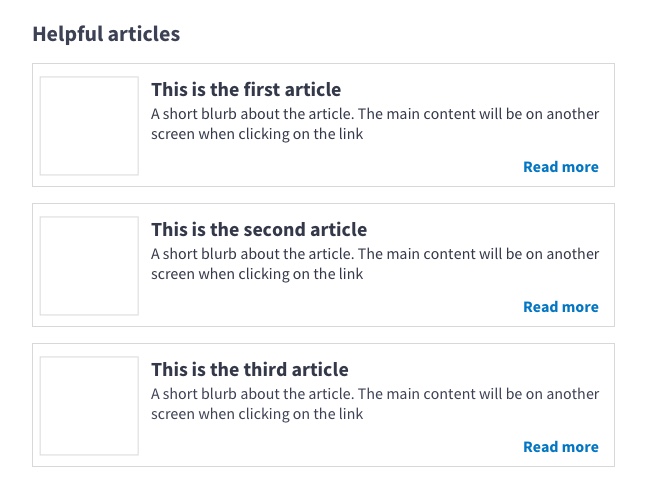 Helpful articles
This is the first article
A short blurb about the article. The main content will be on another
screen when clicking on the link
Read more
This is the second article
A short blurb about the article. The main content will be on another
screen when clicking on the link
Read more
This is the third article
A short blurb about the article. The main content will be on another
screen when clicking on the link
Read more